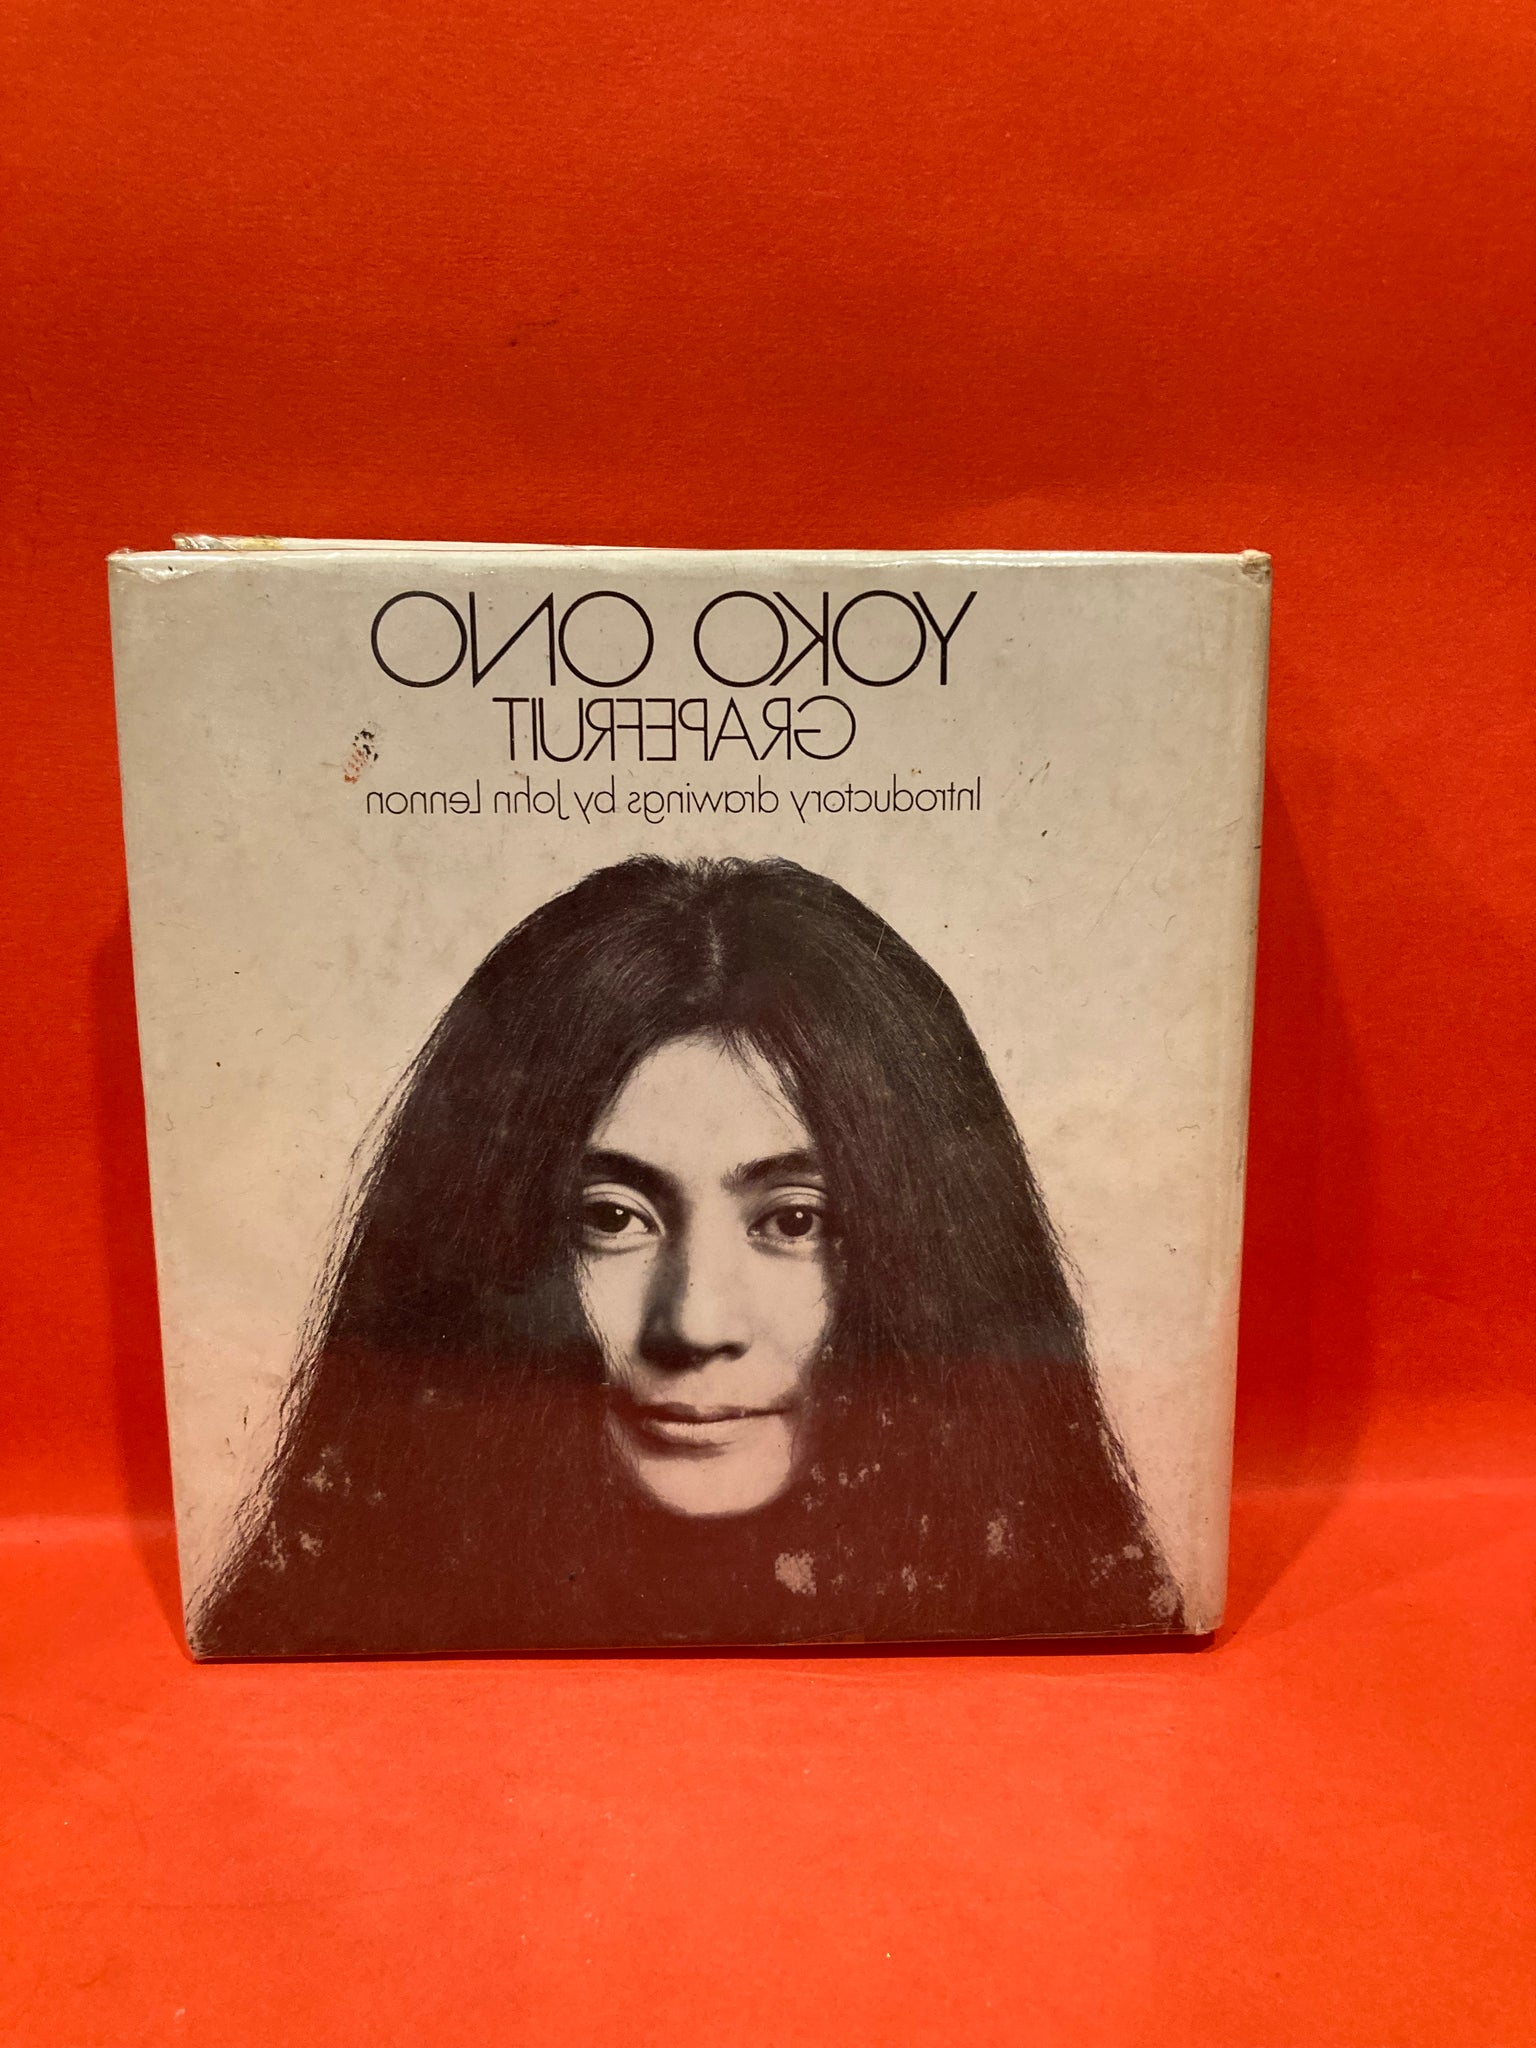 YOKO ONO
GRAPEFRUIT
Introductory drawings by John Lennon